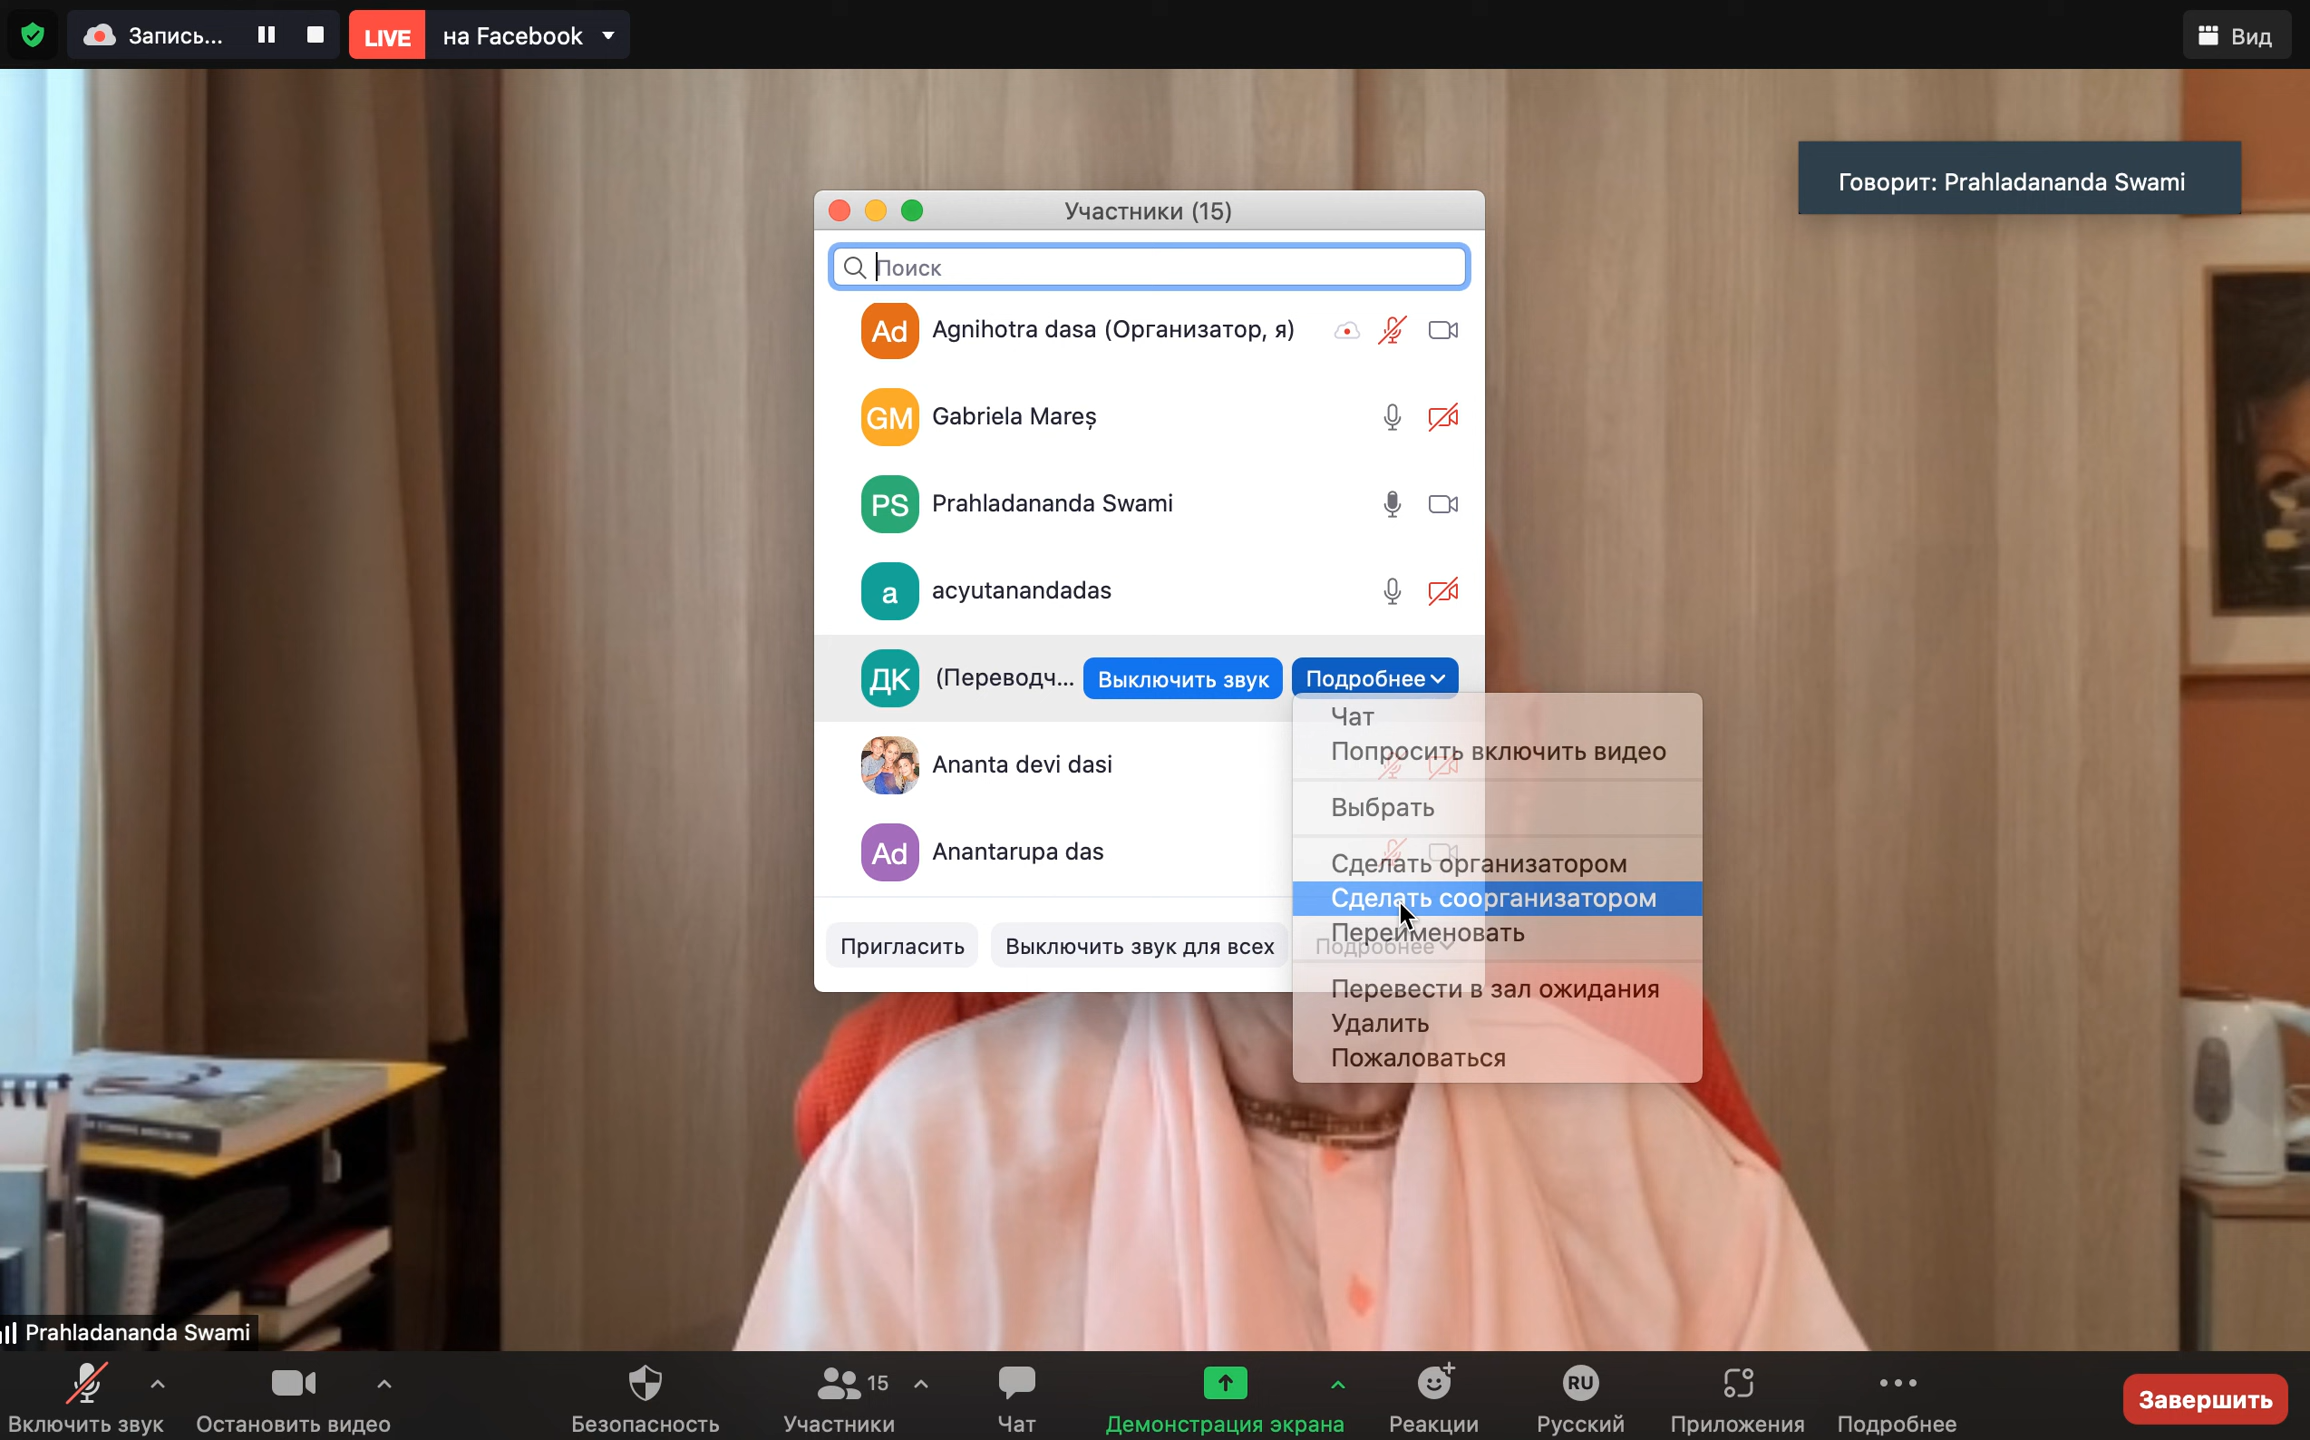 Запись...
LIVE на Facebook
Вид
Говорит: Prahladananda Swami
Участники (15)
Поиск
Ad Agnihotra dasa (Организатор, я)
GM Gabriela Mareș
PS Prahladananda Swami
a acyutanandadas
ДК (Переводч... Выключить звук Подробнее
Чат
Попросить включить видео
Ananta devi dasi
Выбрать
Ad Anantarupa das
Сделать организатором
Сделать соорганизатором
Переименовать
Пригласить Выключить звук для всех Подробнее
Перевести в зал ожидания
Удалить
Пожаловаться
Prahladananda Swami
15
RU
Включить звук Остановить видео Безопасность Участники Чат Демонстрация экрана Реакции Русский Приложения Подробнее
Завершить